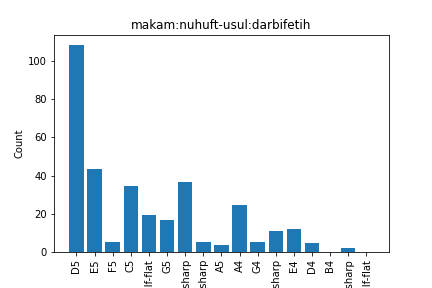 makam:nuhuft-usul:darbifetih
100
80
60
40
20
0
Count
D5
E5
F5
C5
lf-flat
G5
sharp
sharp
A5
A4
G4
sharp
E4
D4
B4
sharp
lf-flat